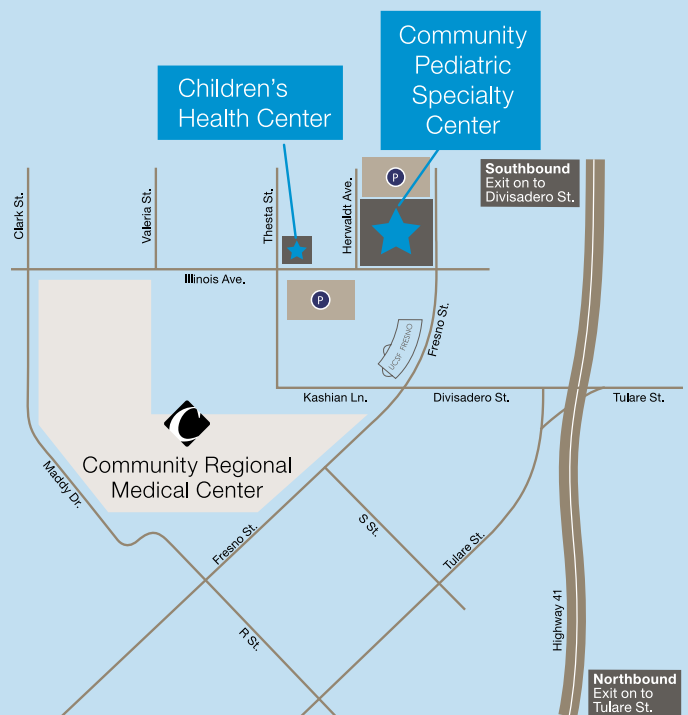 Community
Pediatric
Specialty
Center
Children's
Health Center
Southbound
Exit on to
Divisadero St.
P
Clark St.
Valeria St.
Thesta St.
Herwaldt Ave.
Illinois Ave.
P
Fresno St.
UCSF FRESNO
Kashian Ln.
Divisadero St.
Tulare St.
Community Regional
Medical Center
Maddy Dr.
Fresno St.
S St.
Tulare St.
R St.
Highway 41
Northbound
Exit on to
Tulare St.